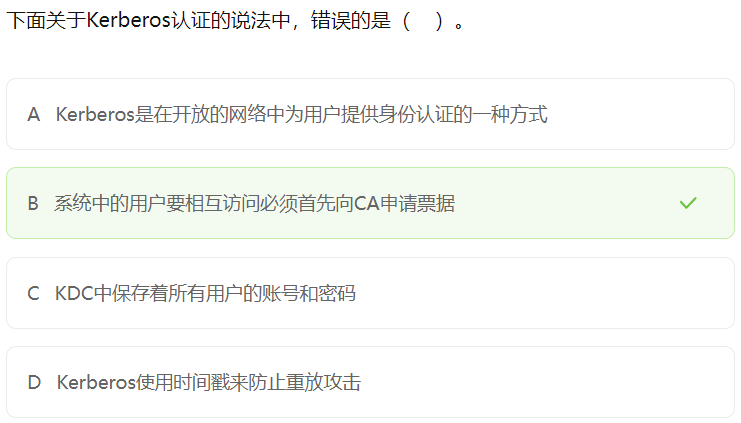 下面关于Kerberos认证的说法中，错误的是（ ）。
A Kerberos是在开放的网络中为用户提供身份认证的一种方式
B 系统中的用户要相互访问必须首先向CA申请票据
C KDC中保存着所有用户的账号和密码
D Kerberos使用时间戳来防止重放攻击